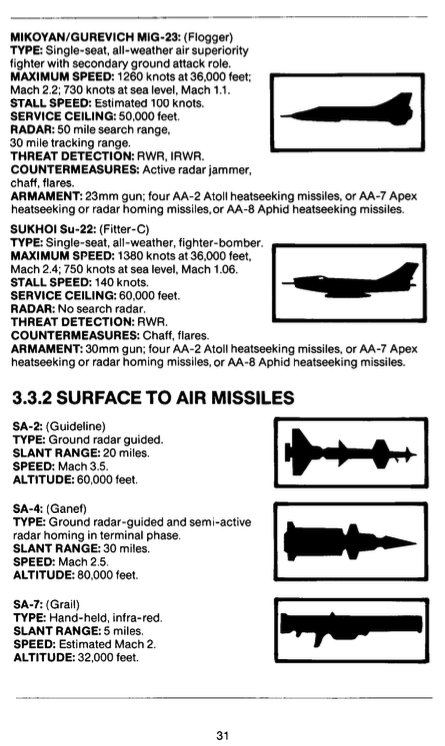 MIKOYAN/GUREVICH MiG-23: (Flogger)
TYPE: Single-seat, all-weather air superiority
fighter with secondary ground attack role.
MAXIMUM SPEED: 1260 knots at 36,000 feet;
Mach 2.2; 730 knots at sea level, Mach 1.1.
STALL SPEED: Estimated 100 knots.
SERVICE CEILING: 50,000 feet.
RADAR: 50 mile search range,
30 mile tracking range.
THREAT DETECTION: RWR, IRWR.
COUNTERMEASURES: Active radar jammer,
chaff, flares.
ARMAMENT: 23mm gun; four AA-2 Atoll heatseeking missiles, or AA-7 Apex
heatseeking or radar homing missiles, or AA-8 Aphid heatseeking missiles.
SUKHOI Su-22: (Fitter-C)
TYPE: Single-seat, all-weather, fighter-bomber.
MAXIMUM SPEED: 1380 knots at 36,000 feet,
Mach 2.4; 750 knots at sea level, Mach 1.06.
STALL SPEED: 140 knots.
SERVICE CEILING: 60,000 feet.
RADAR: No search radar.
THREAT DETECTION: RWR.
COUNTERMEASURES: Chaff, flares.
ARMAMENT: 30mm gun; four AA-2 Atoll heatseeking missiles, or AA-7 Apex
heatseeking or radar homing missiles, or AA-8 Aphid heatseeking missiles.
3.3.2 SURFACE TO AIR MISSILES
SA-2: (Guideline)
TYPE: Ground radar guided.
SLANT RANGE: 20 miles.
SPEED: Mach 3.5.
ALTITUDE: 60,000 feet.
SA-4: (Ganef)
TYPE: Ground radar-guided and semi-active
radar homing in terminal phase.
SLANT RANGE: 30 miles.
SPEED: Mach 2.5.
ALTITUDE: 80,000 feet.
SA-7: (Grail)
TYPE: Hand-held, infra-red.
SLANT RANGE: 5 miles.
SPEED: Estimated Mach 2.
ALTITUDE: 32,000 feet.
31